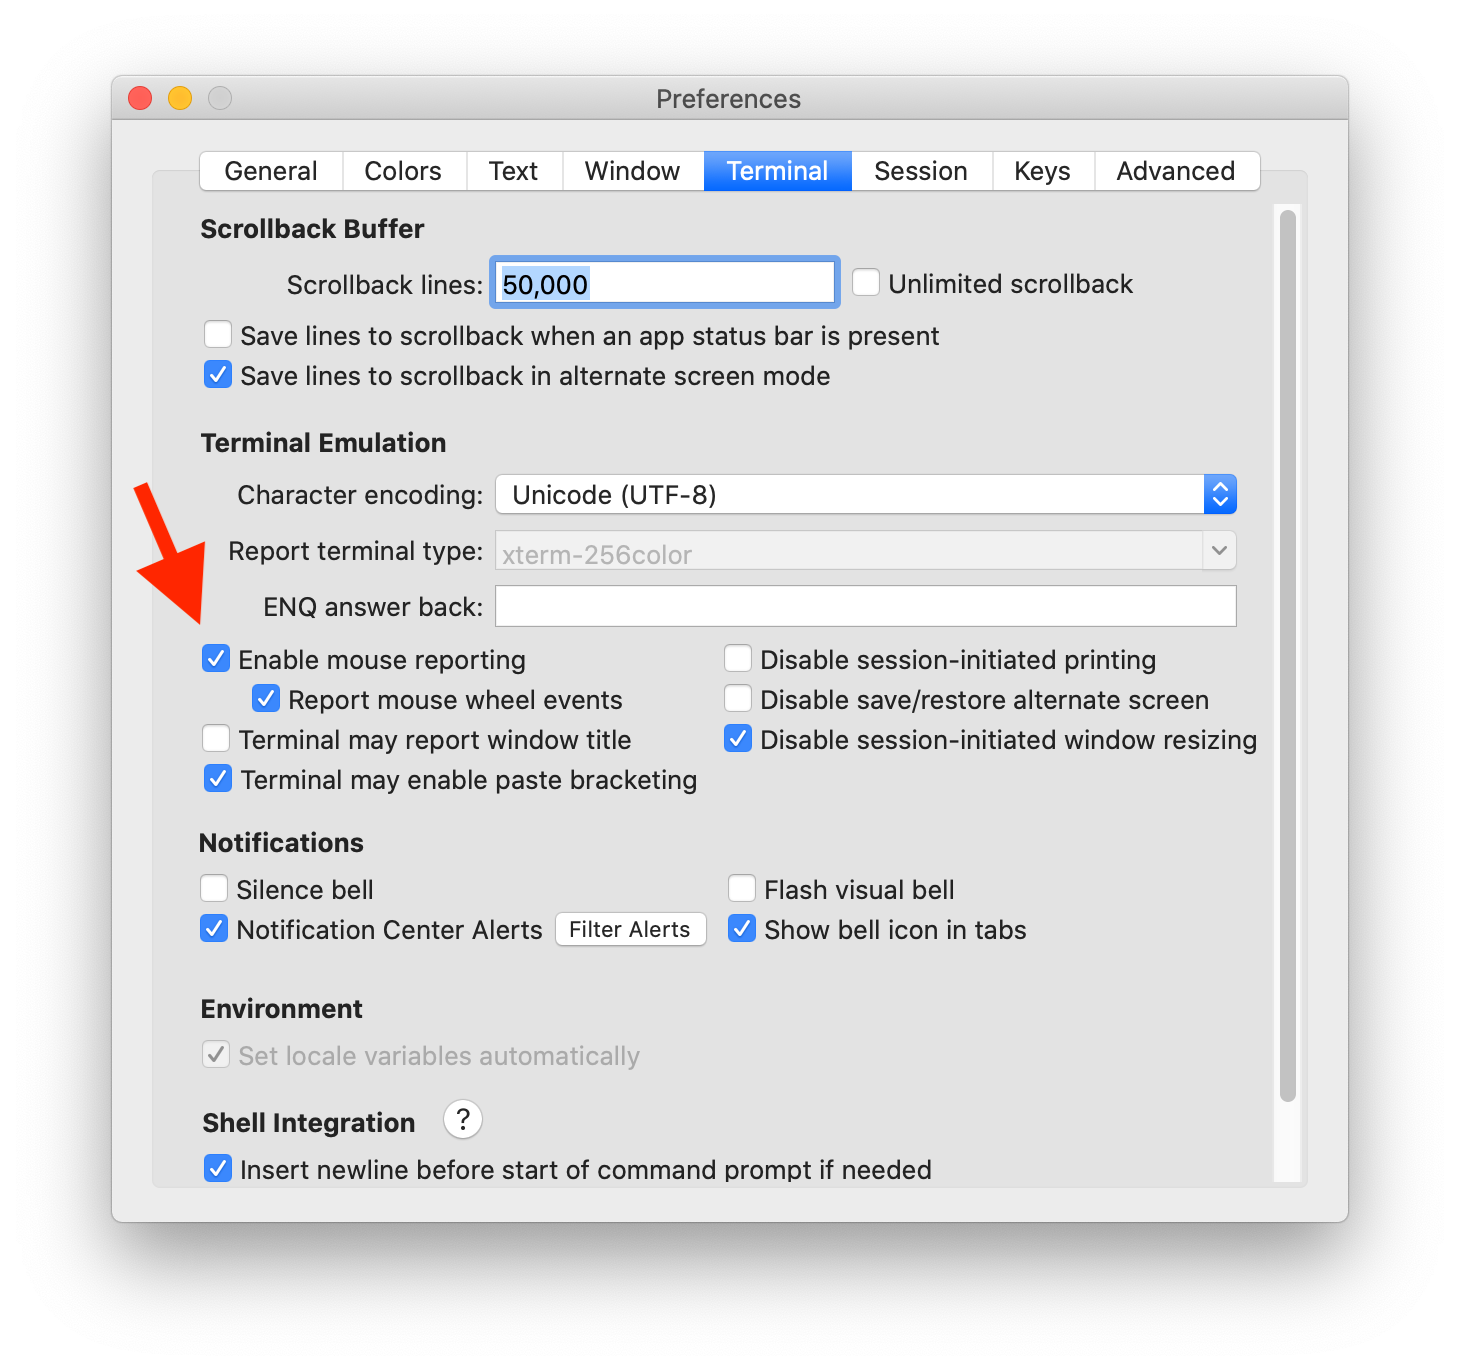 Preferences
General Colors Text Window Terminal Session Keys Advanced
Scrollback Buffer
Scrollback lines: 50,000 Unlimited scrollback
Save lines to scrollback when an app status bar is present
Save lines to scrollback in alternate screen mode
Terminal Emulation
Character encoding: Unicode (UTF-8)
Report terminal type: xterm-256color
ENQ answer back:
Enable mouse reporting Disable session-initiated printing
Report mouse wheel events Disable save/restore alternate screen
Terminal may report window title Disable session-initiated window resizing
Terminal may enable paste bracketing
Notifications
Silence bell Flash visual bell
Notification Center Alerts Filter Alerts Show bell icon in tabs
Environment
Set locale variables automatically
Shell Integration ?
Insert newline before start of command prompt if needed